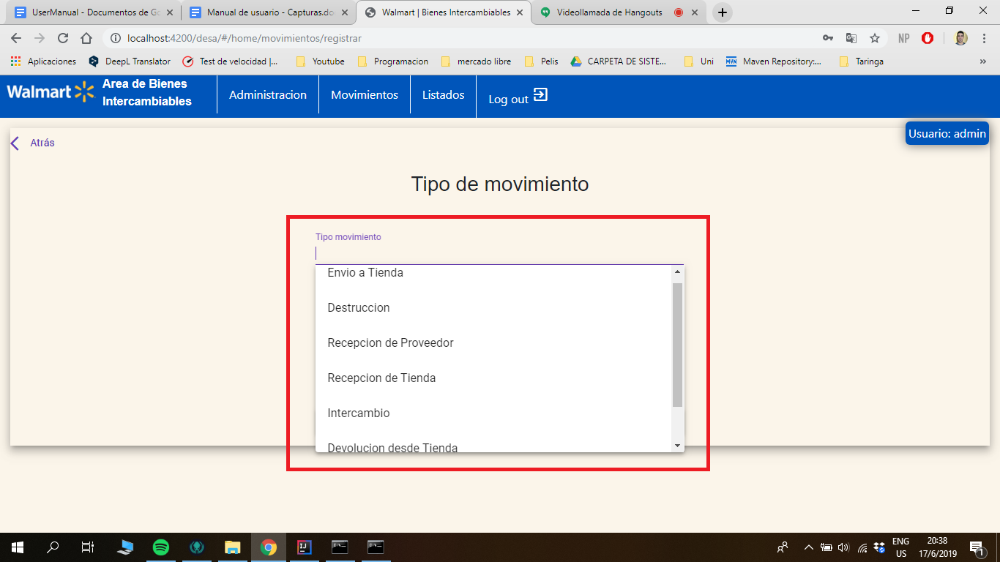 UserManual - Documentos de Go
Manual de usuario - Capturas.do
Walmart | Bienes Intercambiables
Videollamada de Hangouts
localhost:4200/desa/#/home/movimientos/registrar
NP
Aplicaciones
DeepL Translator
Test de velocidad |...
Youtube
Programacion
mercado libre
Pelis
CARPETA DE SISTE...
Uni
MVN Maven Repository:...
Taringa
»
Walmart
Area de Bienes
Intercambiables
Administracion
Movimientos
Listados
Log out
Usuario: admin
Atrás
Tipo de movimiento
Tipo movimiento
Envio a Tienda
Destruccion
Recepcion de Proveedor
Recepcion de Tienda
Intercambio
Devolucion desde Tienda
ENG
US
20:38
17/6/2019
1